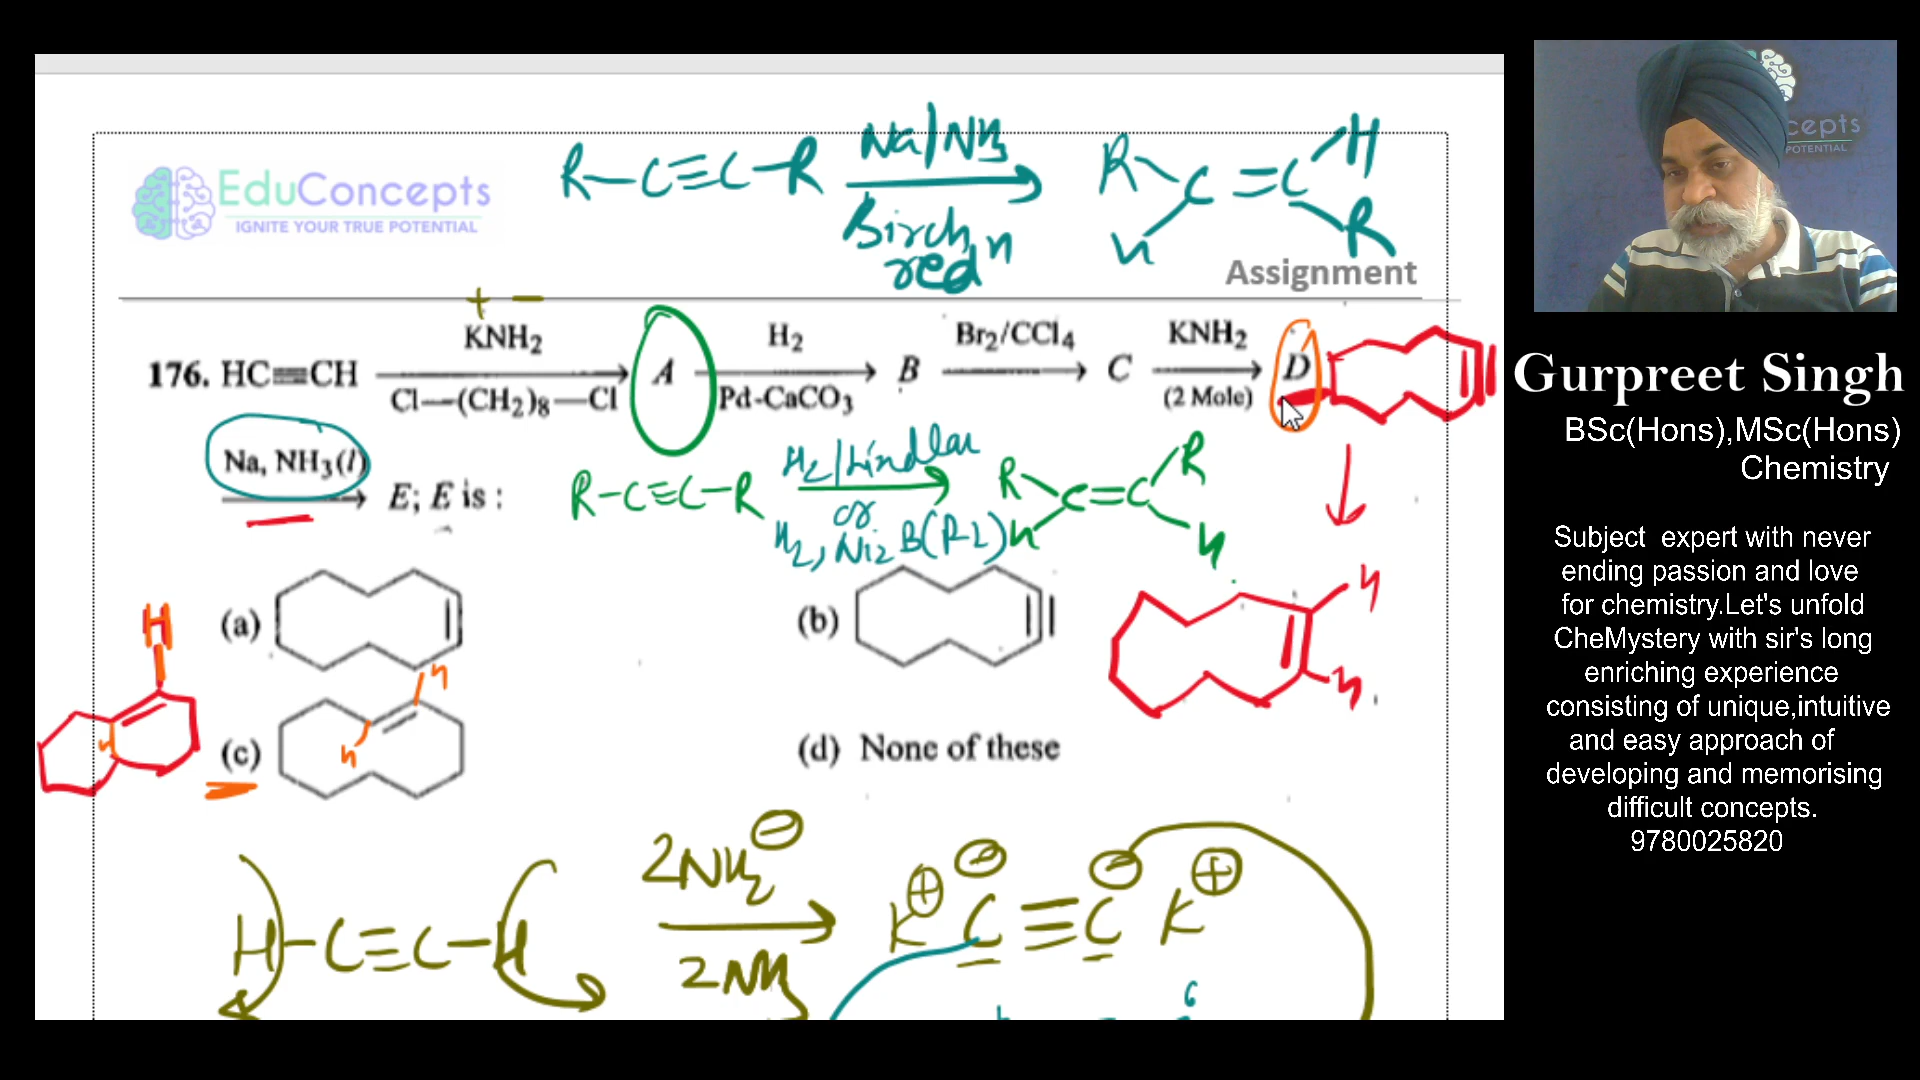 R-C≡C-R Na/NH3 R C=C H
Birch redn H R
EduConcepts
IGNITE YOUR TRUE POTENTIAL
Assignment
+ −
176. HC≡CH KNH2 Cl—(CH2)8—Cl A H2 Pd-CaCO3 B Br2/CCl4 C KNH2 (2 Mole) D
Na, NH3(l) E; E is :
R-C≡C-R H2/Lindlar R C=C R
or
H2, Ni2B(P-2) H H
(a)
(b)
H H
H H
(c)
H H
(d) None of these
H-C≡C-H 2NH2⊖ K⊕ ⊖C≡C⊖ K⊕
2NH3
6
cepts
POTENTIAL
Gurpreet Singh
BSc(Hons),MSc(Hons)
Chemistry
Subject expert with never
ending passion and love
for chemistry.Let's unfold
CheMystery with sir's long
enriching experience
consisting of unique,intuitive
and easy approach of
developing and memorising
difficult concepts.
9780025820